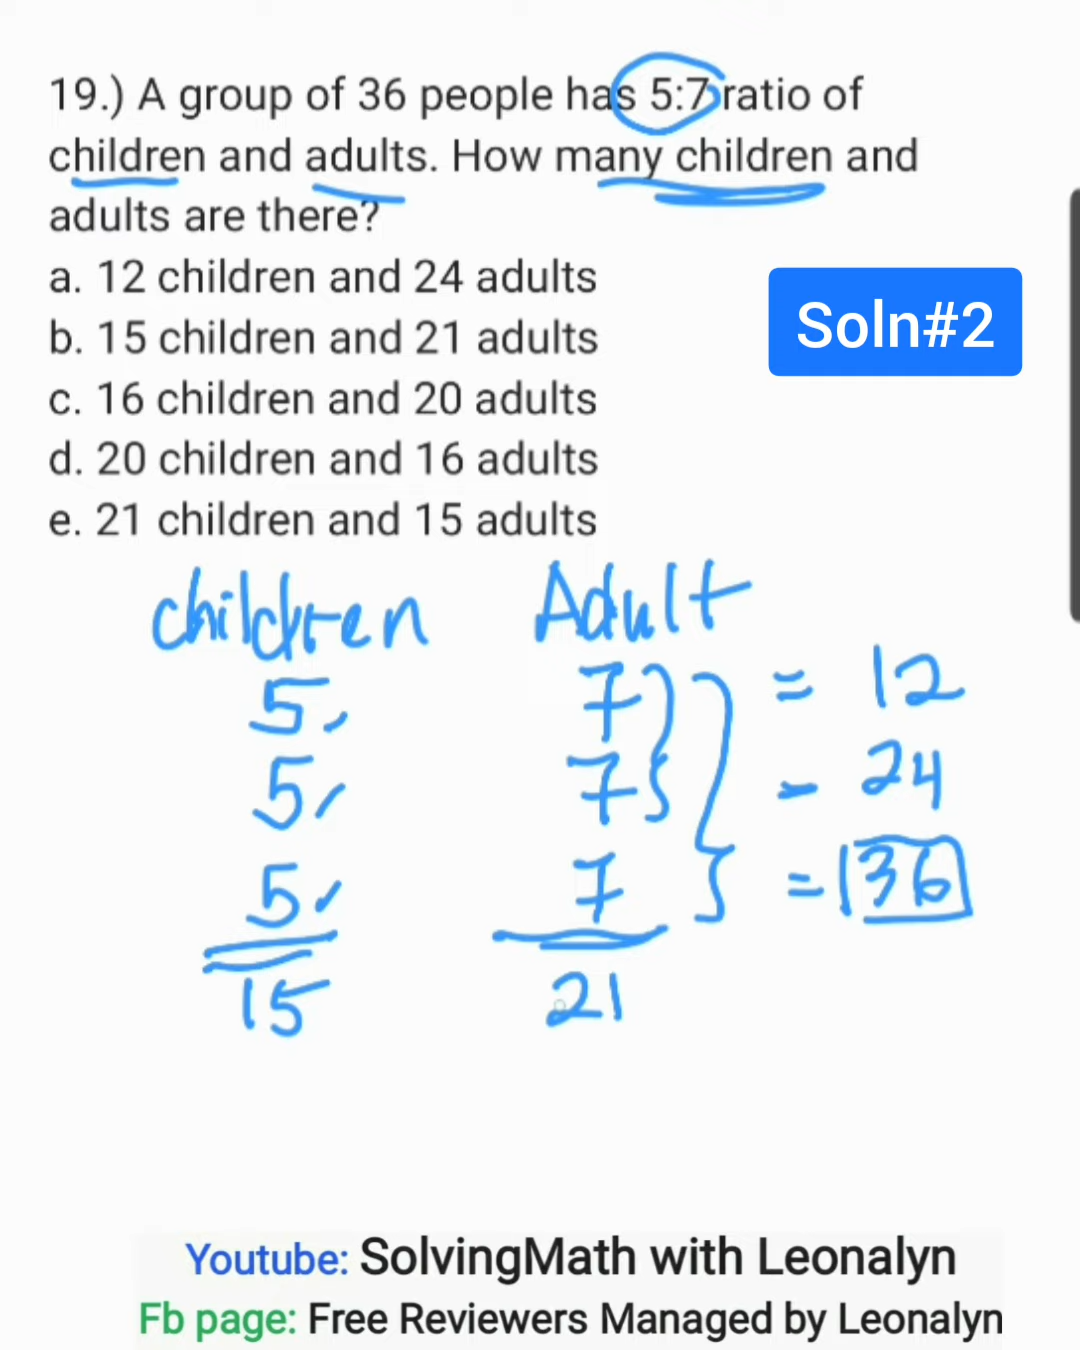 19.) A group of 36 people has 5:7 ratio of
children and adults. How many children and
adults are there?
a. 12 children and 24 adults
b. 15 children and 21 adults
c. 16 children and 20 adults
d. 20 children and 16 adults
e. 21 children and 15 adults
Soln#2
children Adult
5 7 = 12
5 7 - 24
5 7 = 36
15 21
Youtube: SolvingMath with Leonalyn
Fb page: Free Reviewers Managed by Leonalyn